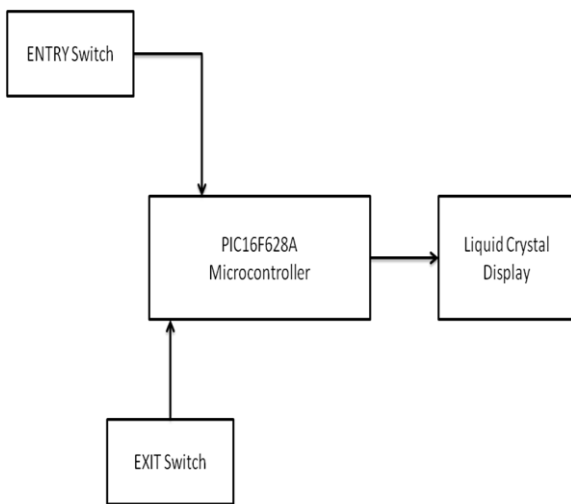 ENTRY Switch
PIC16F628A
Microcontroller
Liquid Crystal
Display
EXIT Switch